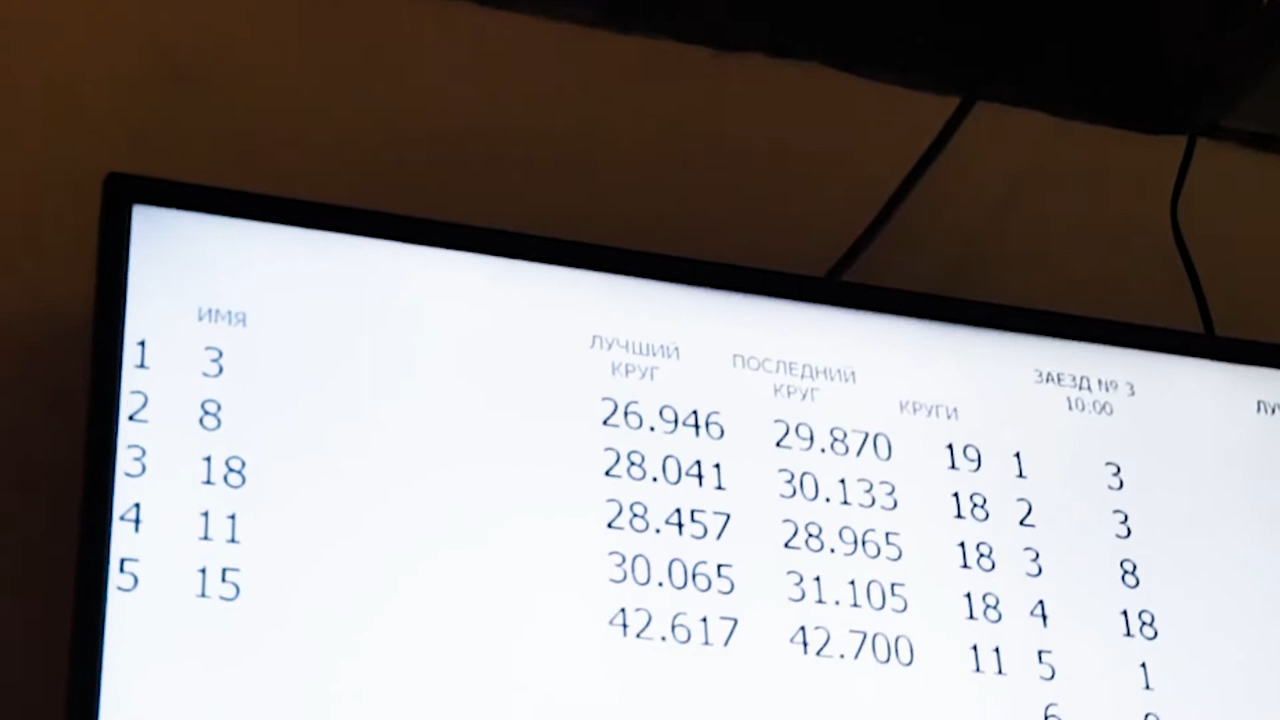 ИМЯ ЛУЧШИЙ КРУГ ПОСЛЕДНИЙ КРУГ КРУГИ ЗАЕЗД № 3 10:00
1 3 26.946 29.870 19 1 3
2 8 28.041 30.133 18 2 3
3 18 28.457 28.965 18 3 8
4 11 30.065 31.105 18 4 18
5 15 42.617 42.700 11 5 1
6